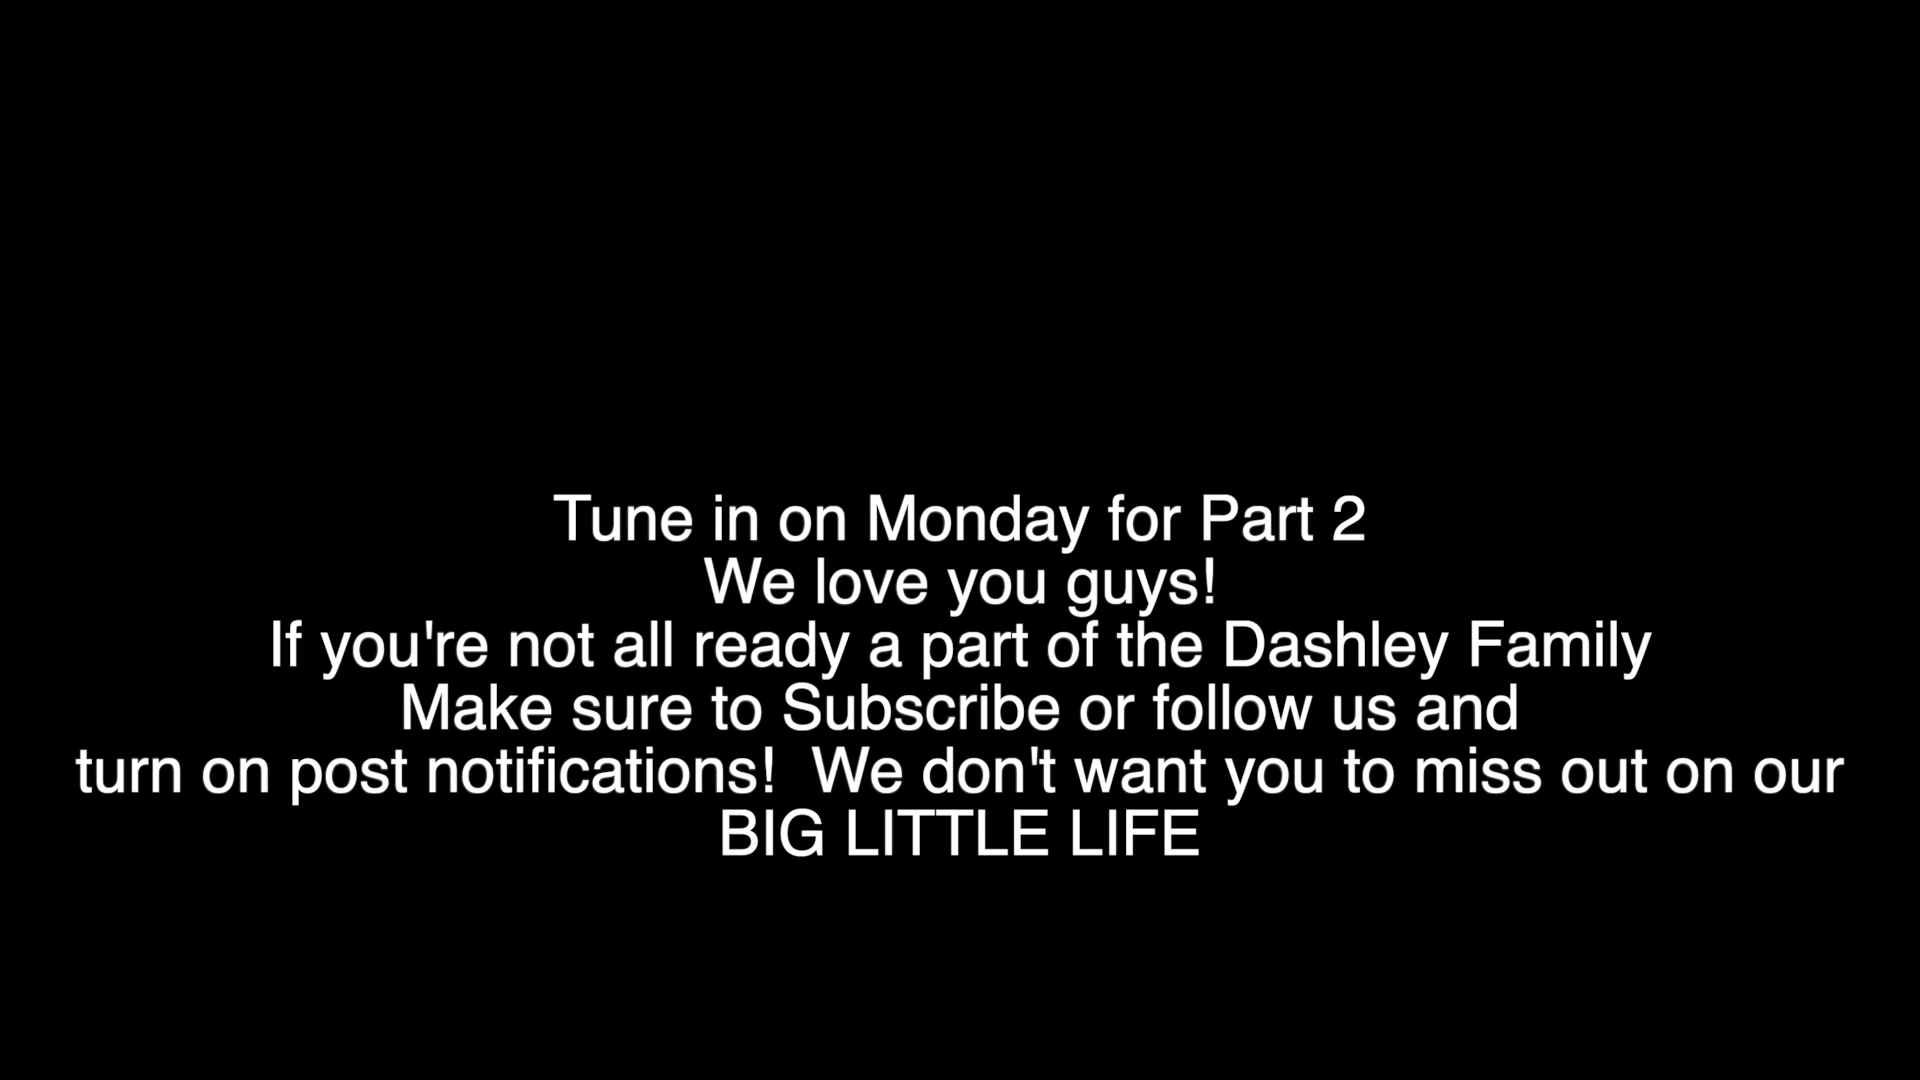 Tune in on Monday for Part 2
We love you guys!
If you're not all ready a part of the Dashley Family
Make sure to Subscribe or follow us and
turn on post notifications!  We don't want you to miss out on our
BIG LITTLE LIFE